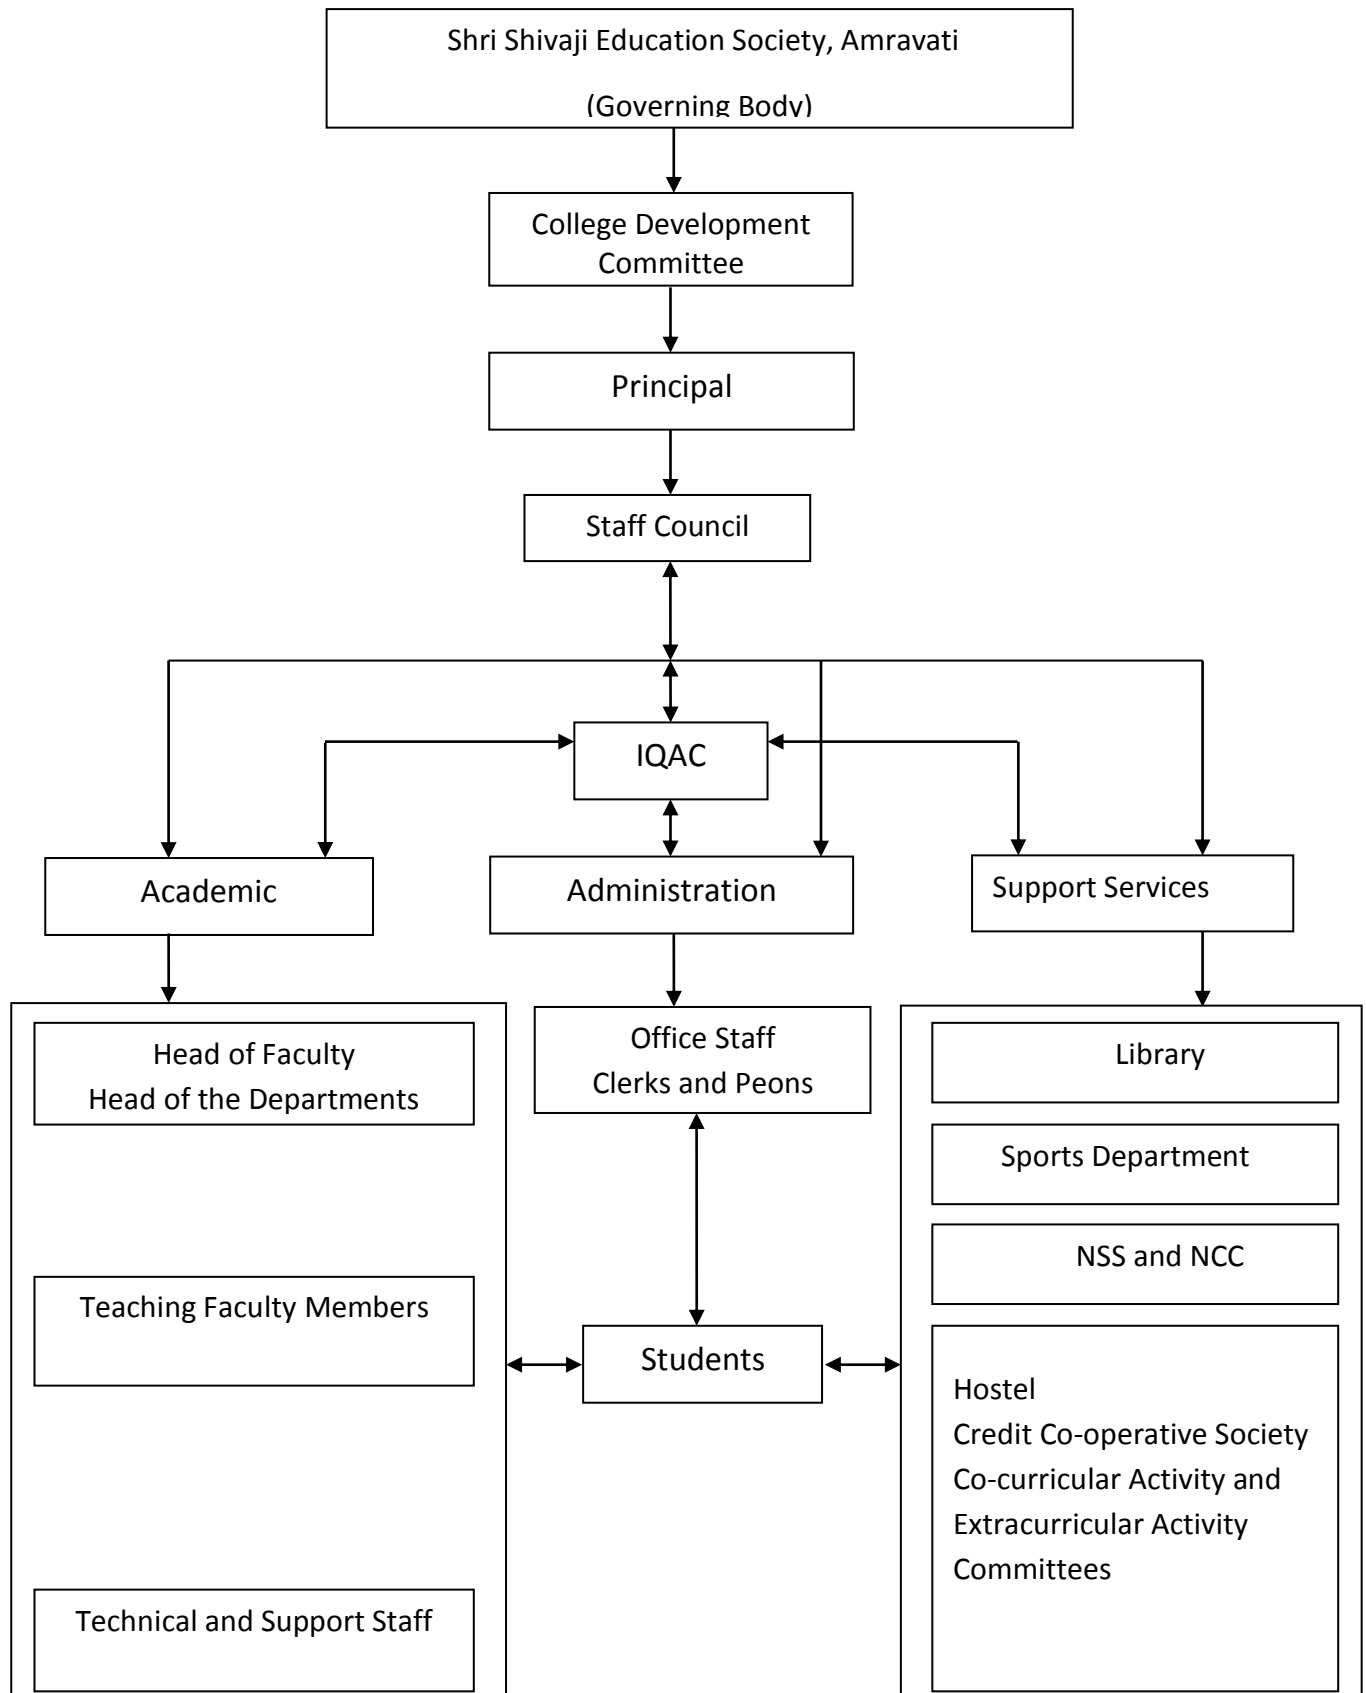 Shri Shivaji Education Society, Amravati
(Governing Body)
College Development
Committee
Principal
Staff Council
IQAC
Academic
Administration
Support Services
Head of Faculty
Head of the Departments
Office Staff
Clerks and Peons
Library
Sports Department
NSS and NCC
Teaching Faculty Members
Students
Hostel
Credit Co-operative Society
Co-curricular Activity and
Extracurricular Activity
Committees
Technical and Support Staff